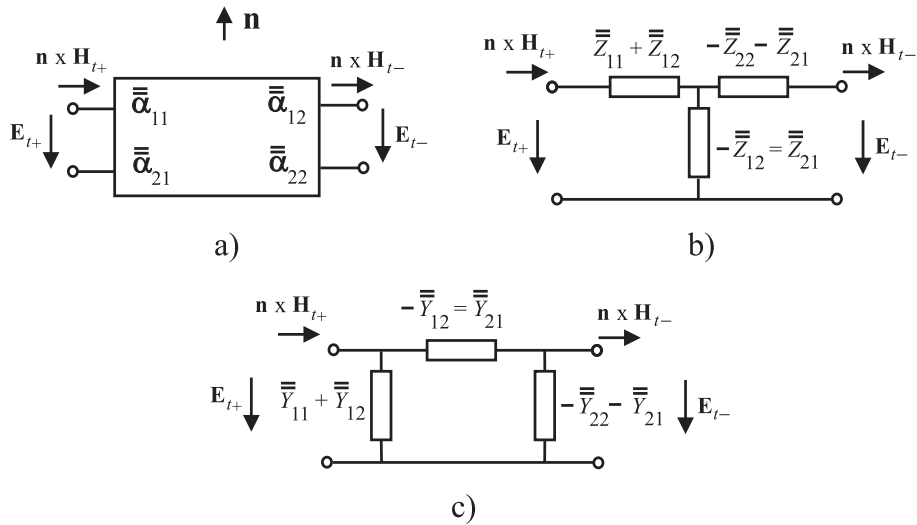 n
n x H_{t+}
n x H_{t−}
E_{t+}
α̿_{11}
α̿_{12}
α̿_{21}
α̿_{22}
E_{t−}
a)
n x H_{t+}
Z̿_{11} + Z̿_{12}
− Z̿_{22} − Z̿_{21}
n x H_{t−}
E_{t+}
− Z̿_{12} = Z̿_{21}
E_{t−}
b)
n x H_{t+}
− Y̿_{12} = Y̿_{21}
n x H_{t−}
E_{t+}
Y̿_{11} + Y̿_{12}
− Y̿_{22} − Y̿_{21}
E_{t−}
c)